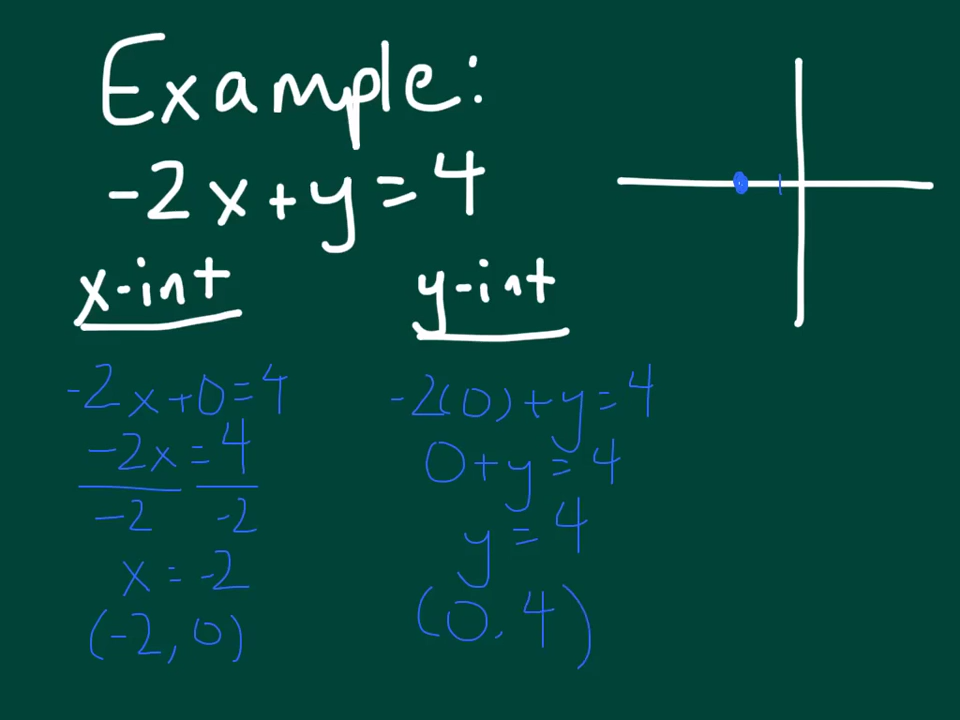 Example:
-2x+y=4
x-int
-2x+0=4
-2x=4
-2 -2
x=-2
(-2,0)
y-int
-2(0)+y=4
0+y=4
y=4
(0,4)